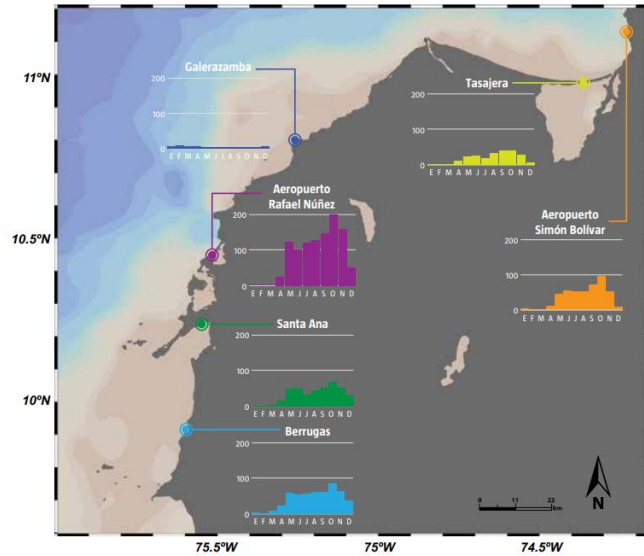 11°N
10.5°N
10°N
75.5°W
75°W
74.5°W
Galerazamba
200
100
0
E F M A M J J A S O N D
Tasajera
200
100
0
E F M A M J J A S O N D
Aeropuerto
Rafael Núñez
200
100
0
E F M A M J J A S O N D
Aeropuerto
Simón Bolívar
200
100
0
E F M A M J J A S O N D
Santa Ana
200
100
0
E F M A M J J A S O N D
Berrugas
200
100
0
E F M A M J J A S O N D
0 11 22
km
N